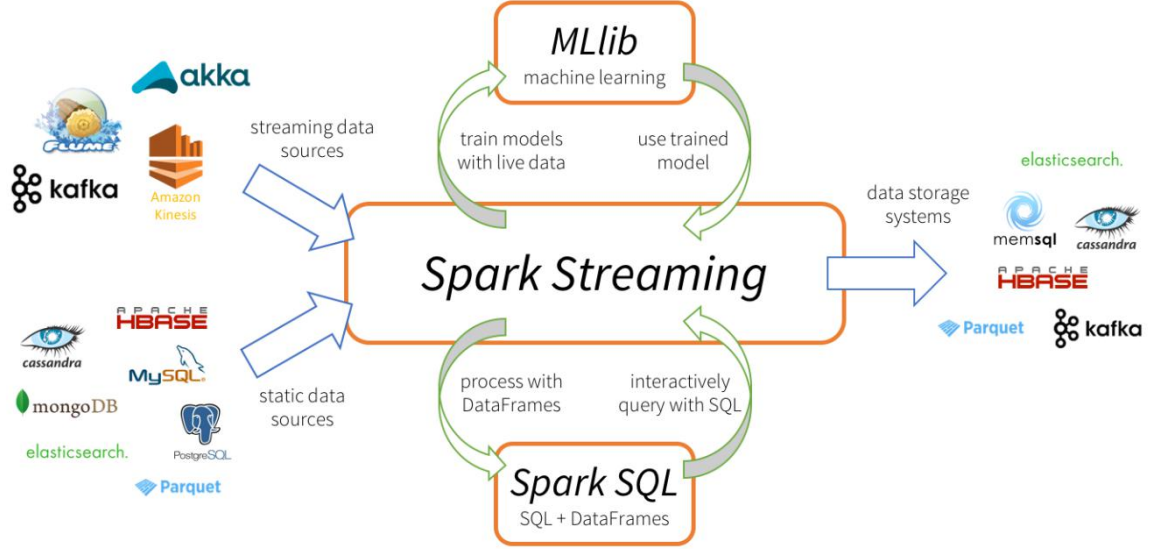 akka
FLUME
kafka
Amazon
Kinesis
streaming data
sources
APACHE
HBASE
cassandra
MySQL®
mongoDB
PostgreSQL
elasticsearch.
Parquet
static data
sources
MLlib
machine learning
train models
with live data
use trained
model
Spark Streaming
process with
DataFrames
interactively
query with SQL
Spark SQL
SQL + DataFrames
data storage
systems
elasticsearch.
memsql
cassandra
APACHE
HBASE
Parquet
kafka